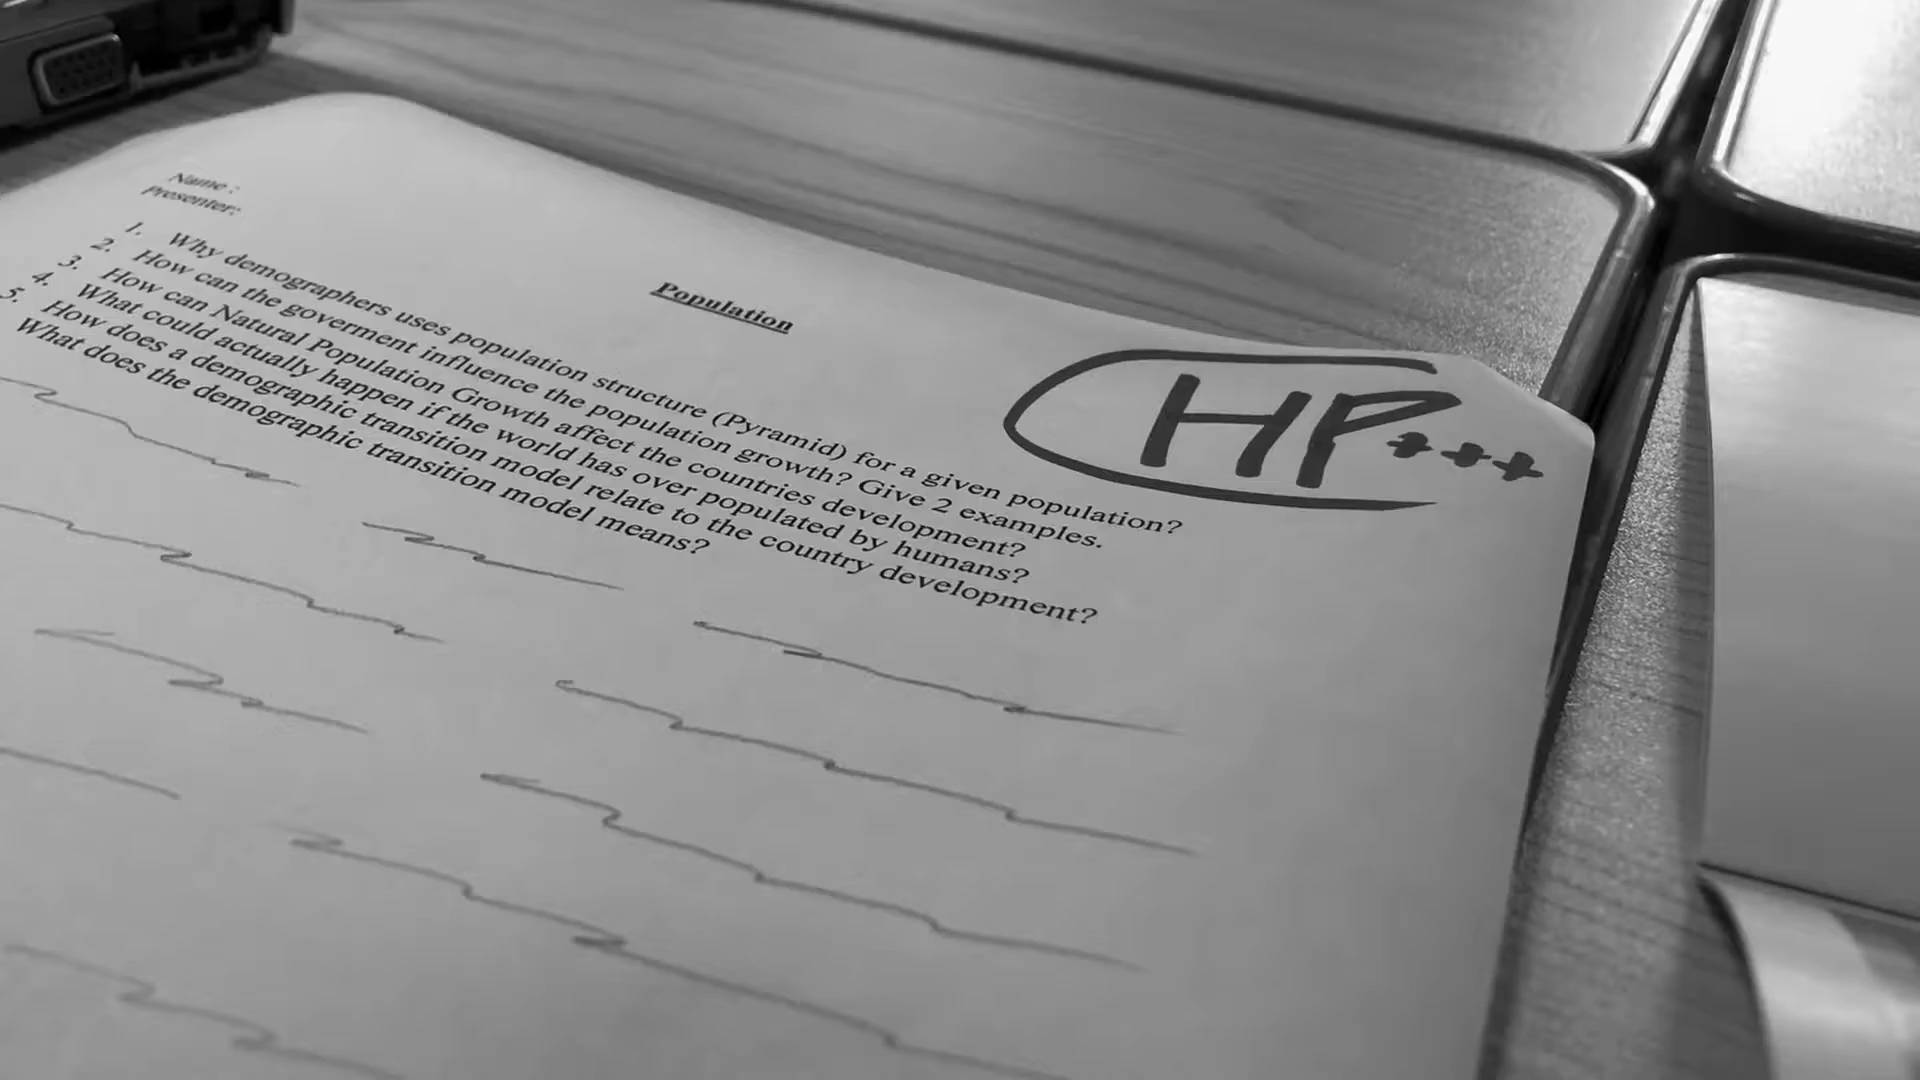 Name :
Presenter:
Population
1. Why demographers uses population structure (Pyramid) for a given population?
2. How can the goverment influence the population growth? Give 2 examples.
3. How can Natural Population Growth affect the countries development?
4. What could actually happen if the world has over populated by humans?
5. How does a demographic transition model relate to the country development?
What does the demographic transition model means?
HP+++